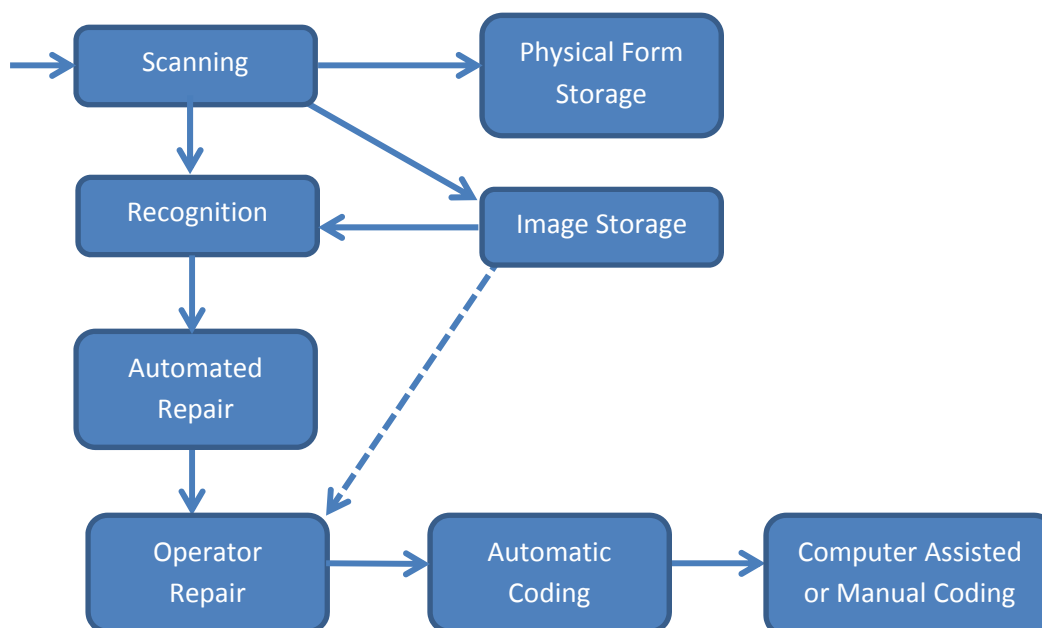 Scanning
Physical Form
Storage
Recognition
Image Storage
Automated
Repair
Operator
Repair
Automatic
Coding
Computer Assisted
or Manual Coding